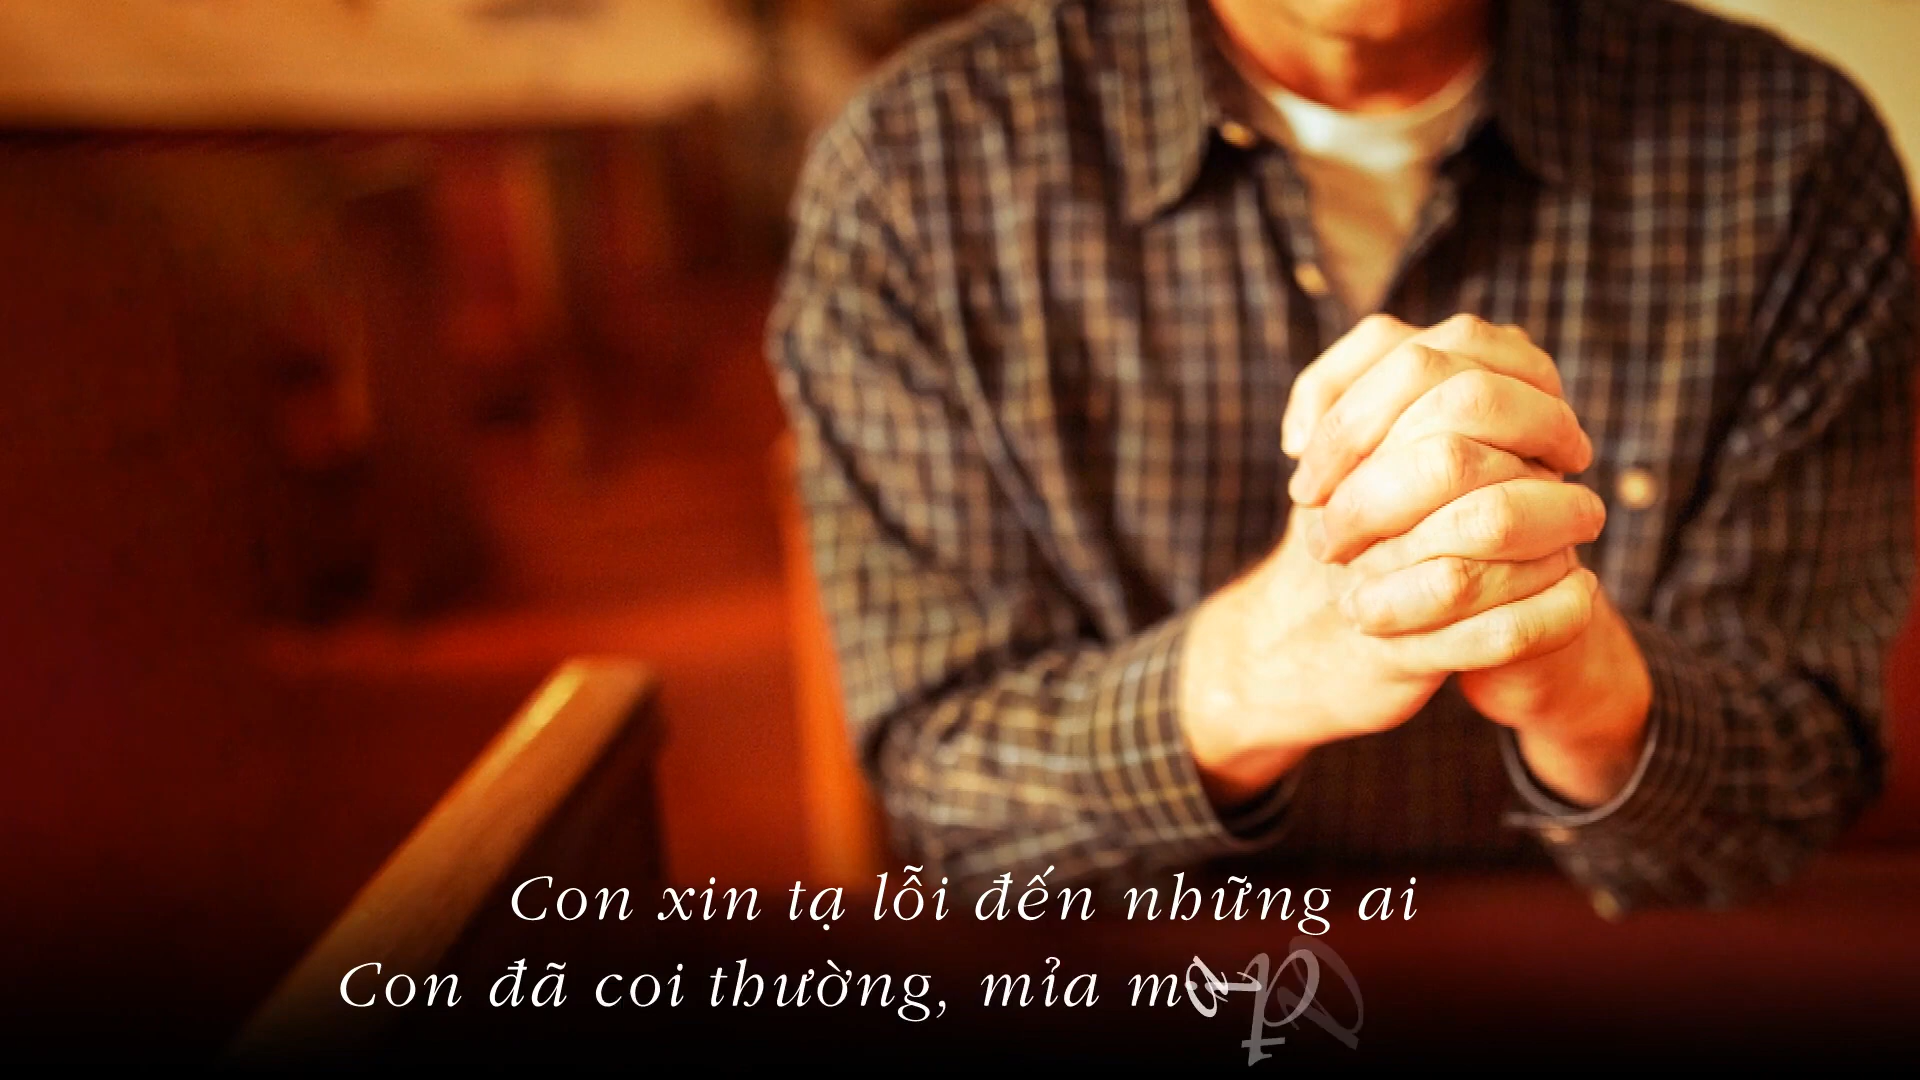 Con xin tạ lỗi đến những ai
Con đã coi thường, mỉa